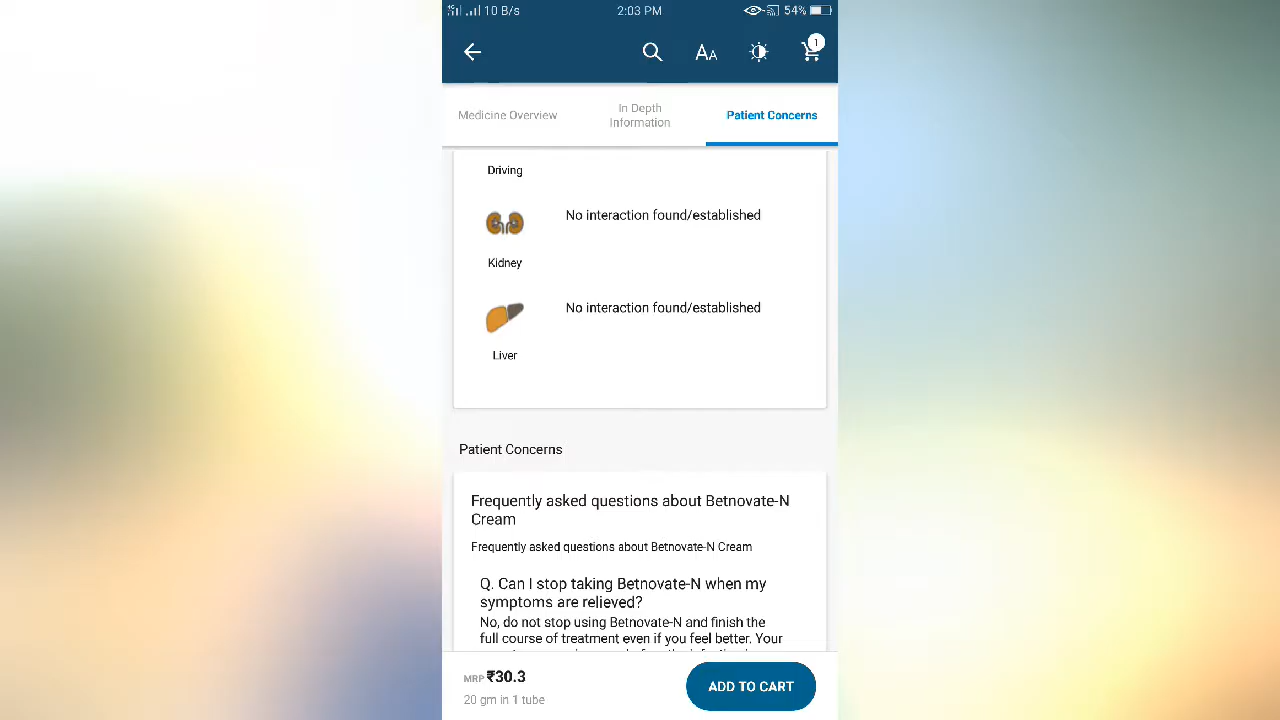 10 B/s 2:03 PM 54%
1
Medicine Overview
In Depth
Information
Patient Concerns
Driving
No interaction found/established
Kidney
No interaction found/established
Liver
Patient Concerns
Frequently asked questions about Betnovate-N
Cream
Frequently asked questions about Betnovate-N Cream
Q. Can I stop taking Betnovate-N when my
symptoms are relieved?
No, do not stop using Betnovate-N and finish the
full course of treatment even if you feel better. Your
MRP ₹30.3
20 gm in 1 tube
ADD TO CART